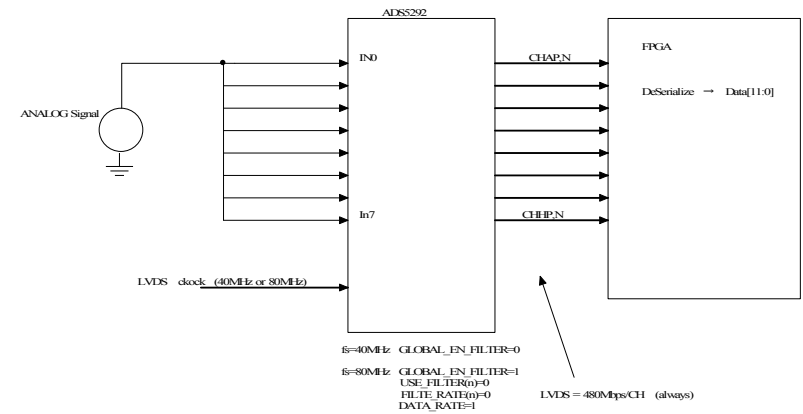 ADS5292
IN0
CHAP,N
FPGA
DeSerialize → Data[11:0]
ANALOG Signal
In7
CHHP,N
LVDS ckock (40MHz or 80MHz)
fs=40MHz GLOBAL_EN_FILTER=0
fs=80MHz GLOBAL_EN_FILTER=1
USE_FILTER(n)=0
FILTE_RATE(n)=0
DATA_RATE=1
LVDS = 480Mbps/CH (always)